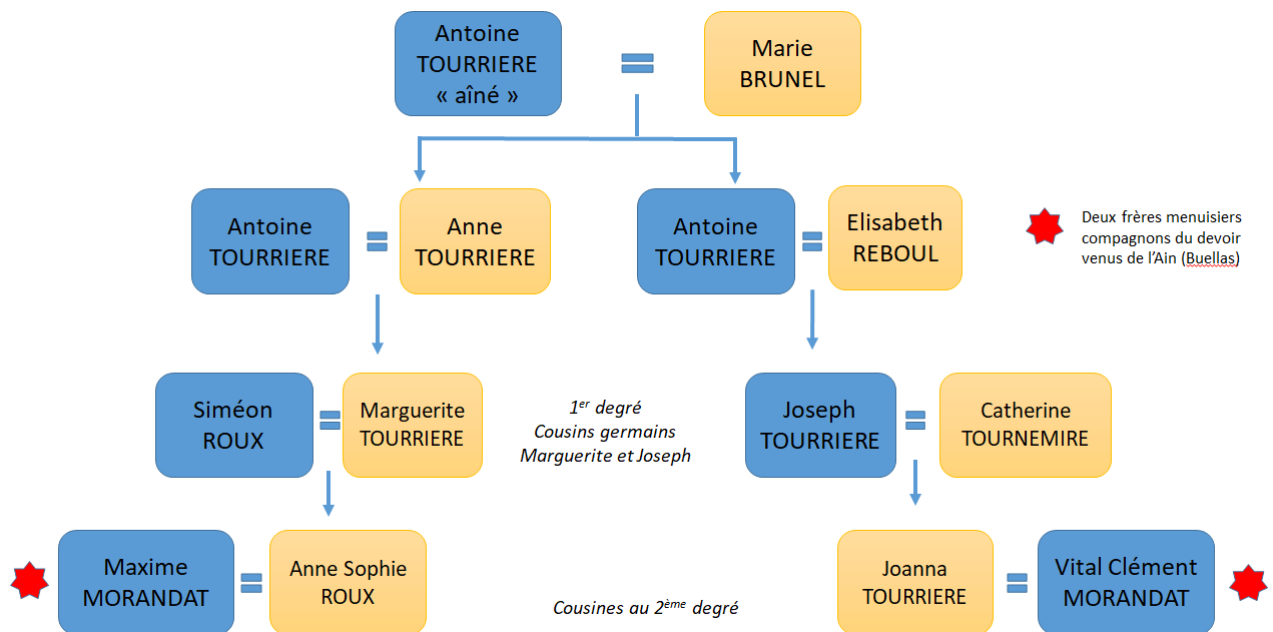 Antoine
TOURRIERE
« aîné »
Marie
BRUNEL
Antoine
TOURRIERE
Anne
TOURRIERE
Antoine
TOURRIERE
Elisabeth
REBOUL
Deux frères menuisiers
compagnons du devoir
venus de l'Ain (Buellas)
Siméon
ROUX
Marguerite
TOURRIERE
1er degré
Cousins germains
Marguerite et Joseph
Joseph
TOURRIERE
Catherine
TOURNEMIRE
Maxime
MORANDAT
Anne Sophie
ROUX
Cousines au 2ème degré
Joanna
TOURRIERE
Vital Clément
MORANDAT